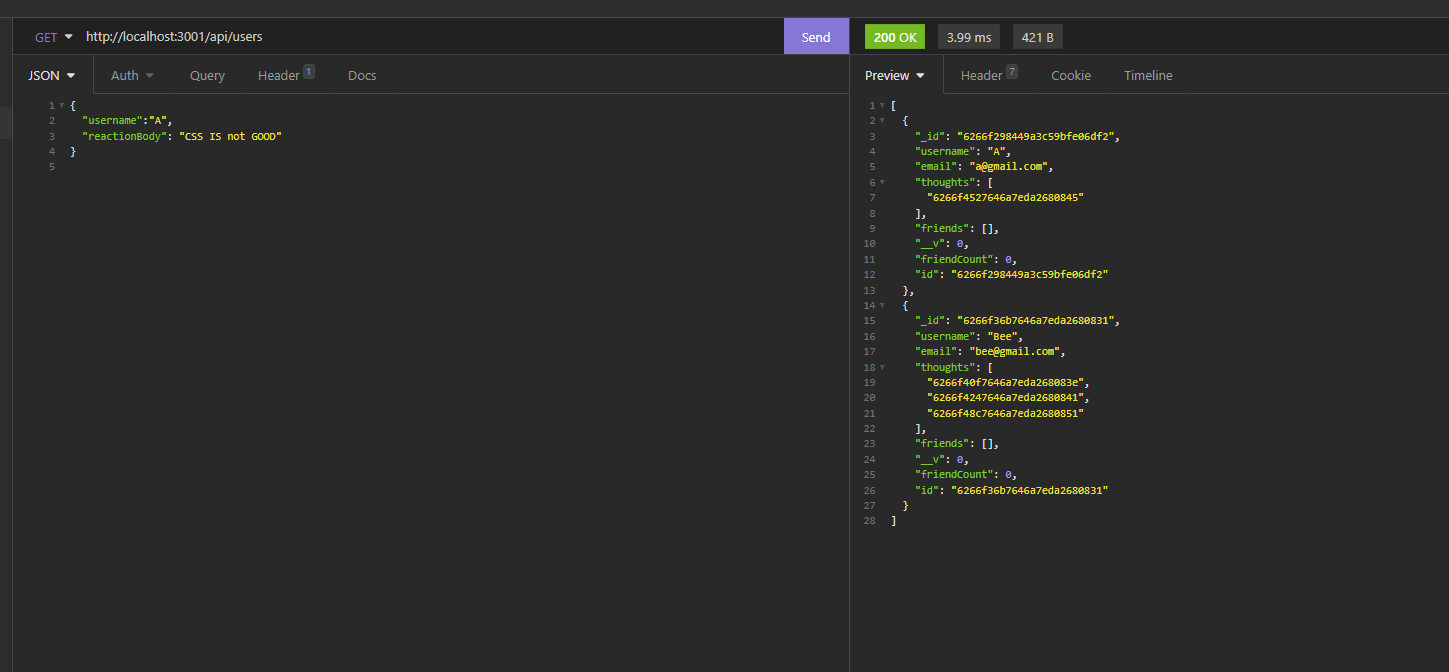 GET http://localhost:3001/api/users Send 200 OK 3.99 ms 421 B
JSON Auth Query Header 1 Docs Preview Header 7 Cookie Timeline
1 {
2 "username":"A",
3 "reactionBody": "CSS IS not GOOD"
4 }
5
1 [
2 {
3 "_id": "6266f298449a3c59bfe06df2",
4 "username": "A",
5 "email": "a@gmail.com",
6 "thoughts": [
7 "6266f4527646a7eda2680845"
8 ],
9 "friends": [],
10 "__v": 0,
11 "friendCount": 0,
12 "id": "6266f298449a3c59bfe06df2"
13 },
14 {
15 "_id": "6266f36b7646a7eda2680831",
16 "username": "Bee",
17 "email": "bee@gmail.com",
18 "thoughts": [
19 "6266f40f7646a7eda268083e",
20 "6266f4247646a7eda2680841",
21 "6266f48c7646a7eda2680851"
22 ],
23 "friends": [],
24 "__v": 0,
25 "friendCount": 0,
26 "id": "6266f36b7646a7eda2680831"
27 }
28 ]